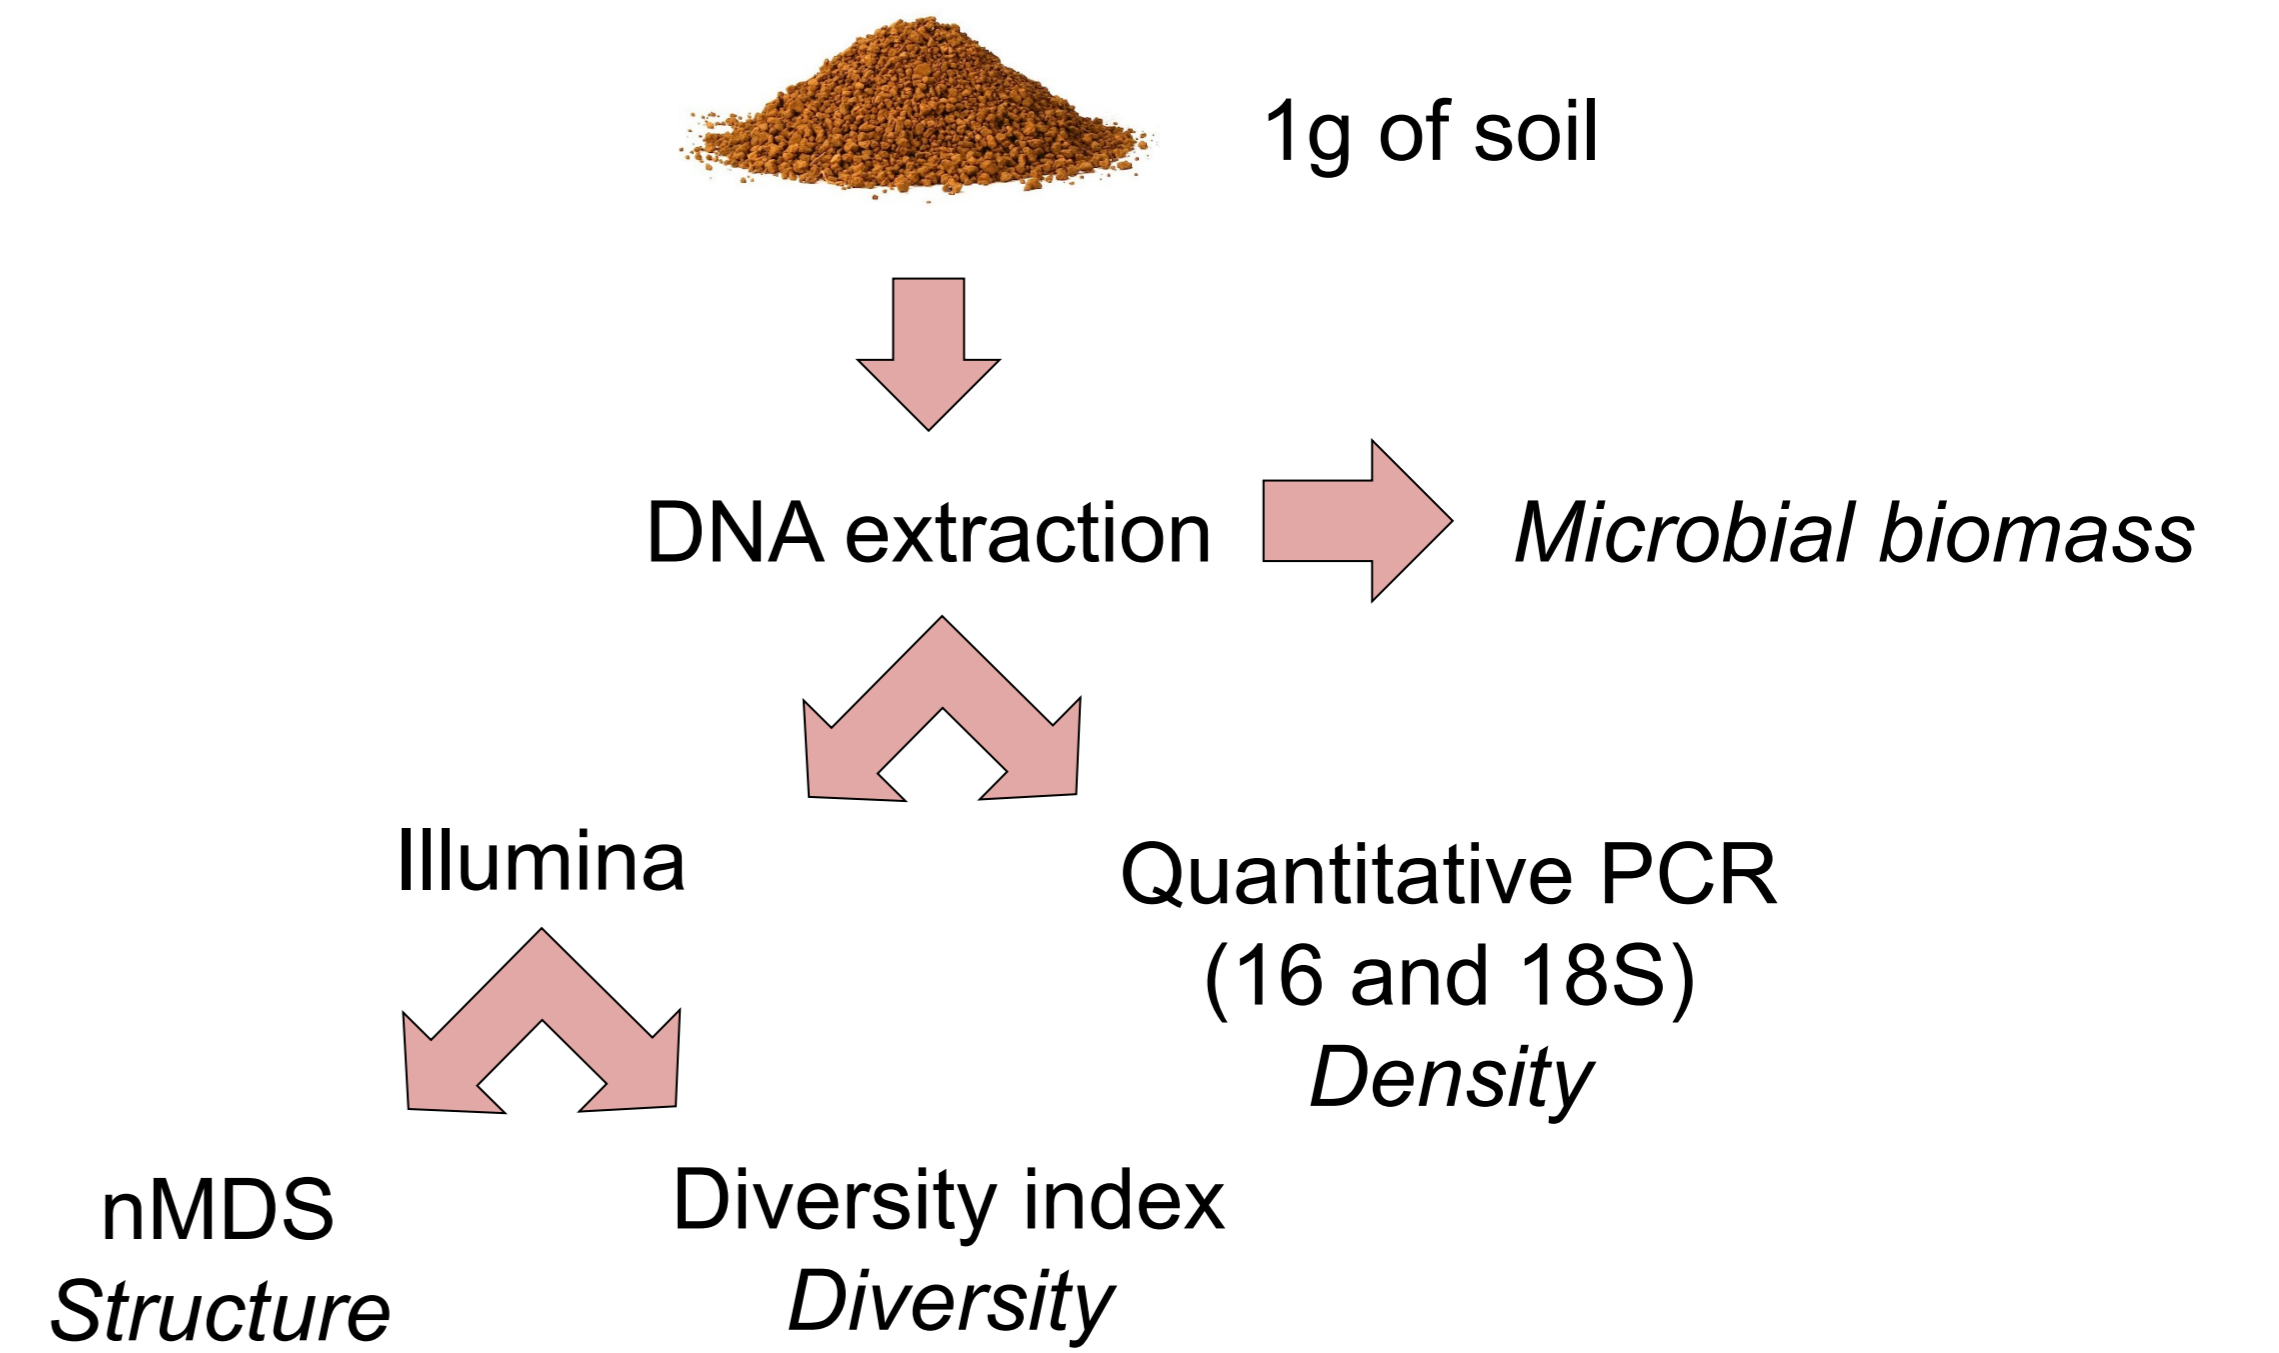 1g of soil
DNA extraction
Microbial biomass
Illumina
Quantitative PCR
(16 and 18S)
Density
nMDS
Structure
Diversity index
Diversity